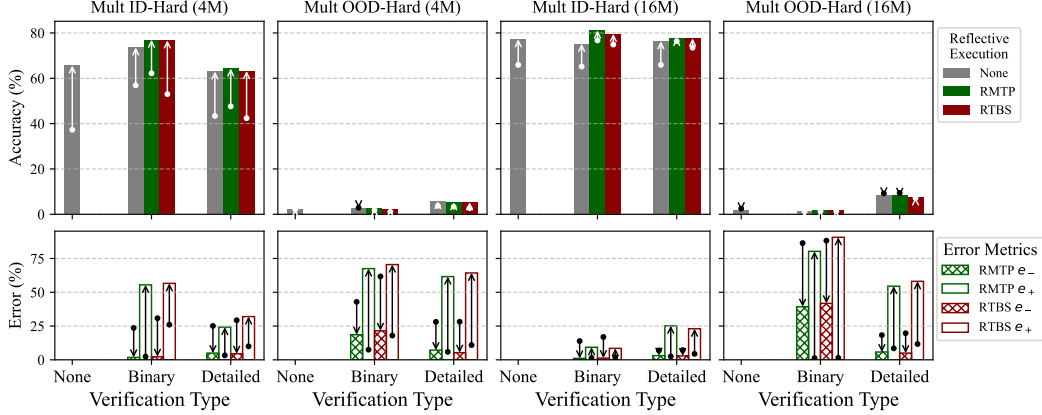 Mult ID-Hard (4M)
Mult OOD-Hard (4M)
Mult ID-Hard (16M)
Mult OOD-Hard (16M)
Accuracy (%)
80
60
40
20
0
Reflective
Execution
None
RMTP
RTBS
Error (%)
75
50
25
0
None
Binary
Detailed
None
Binary
Detailed
None
Binary
Detailed
None
Binary
Detailed
Verification Type
Verification Type
Verification Type
Verification Type
Error Metrics
RMTP e₋
RMTP e₊
RTBS e₋
RTBS e₊